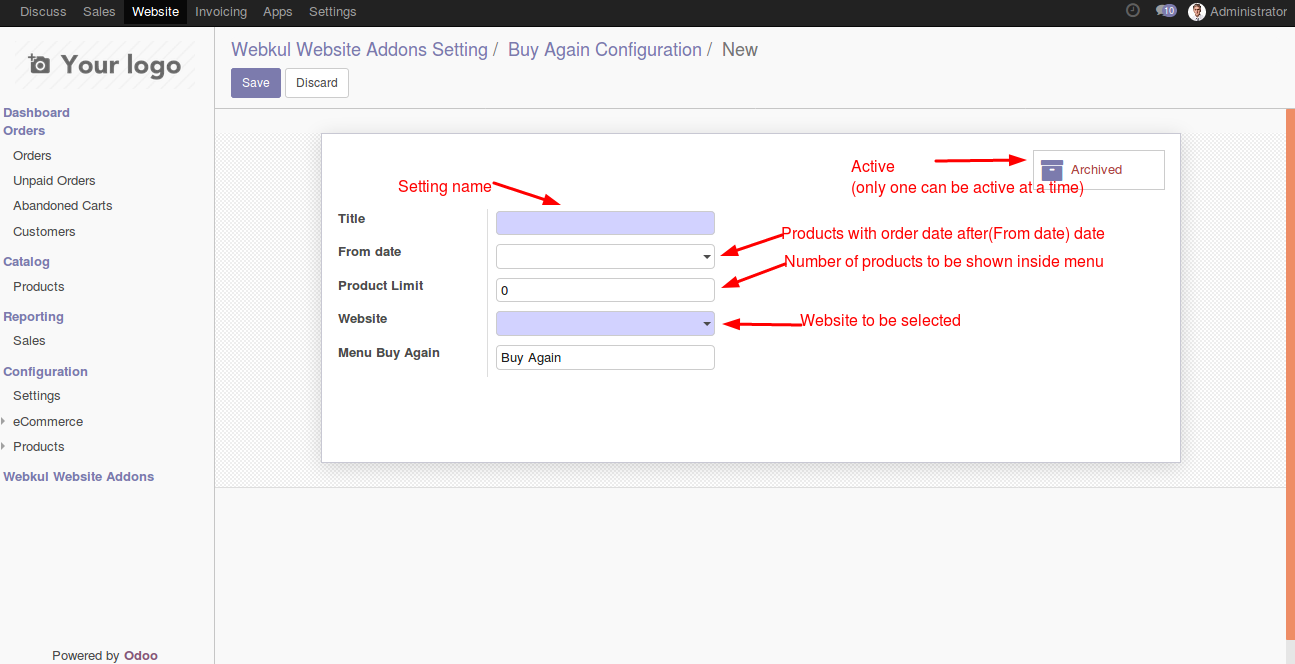 Discuss Sales Website Invoicing Apps Settings 10 Administrator
Your logo
Webkul Website Addons Setting / Buy Again Configuration / New
Save Discard
Dashboard
Orders
Orders
Unpaid Orders
Abandoned Carts
Customers
Catalog
Products
Reporting
Sales
Configuration
Settings
eCommerce
Products
Webkul Website Addons
Powered by Odoo
Active
(only one can be active at a time)
Archived
Setting name
Title
From date
Products with order date after(From date) date
Number of products to be shown inside menu
Product Limit 0
Website
Website to be selected
Menu Buy Again Buy Again